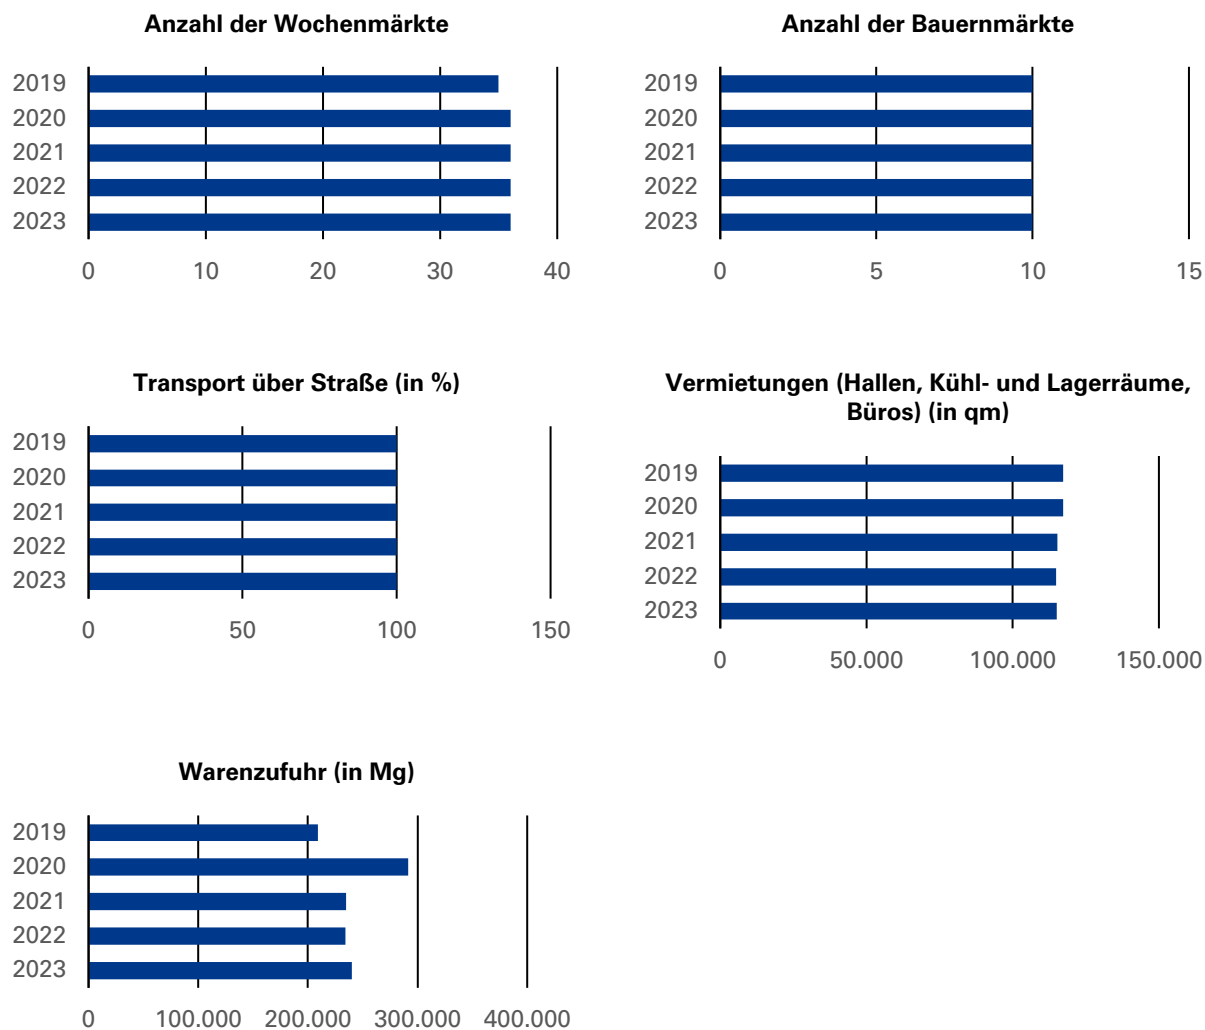 Anzahl der Wochenmärkte
2019
2020
2021
2022
2023
0 10 20 30 40
Anzahl der Bauernmärkte
2019
2020
2021
2022
2023
0 5 10 15
Transport über Straße (in %)
2019
2020
2021
2022
2023
0 50 100 150
Vermietungen (Hallen, Kühl- und Lagerräume,
Büros) (in qm)
2019
2020
2021
2022
2023
0 50.000 100.000 150.000
Warenzufuhr (in Mg)
2019
2020
2021
2022
2023
0 100.000 200.000 300.000 400.000